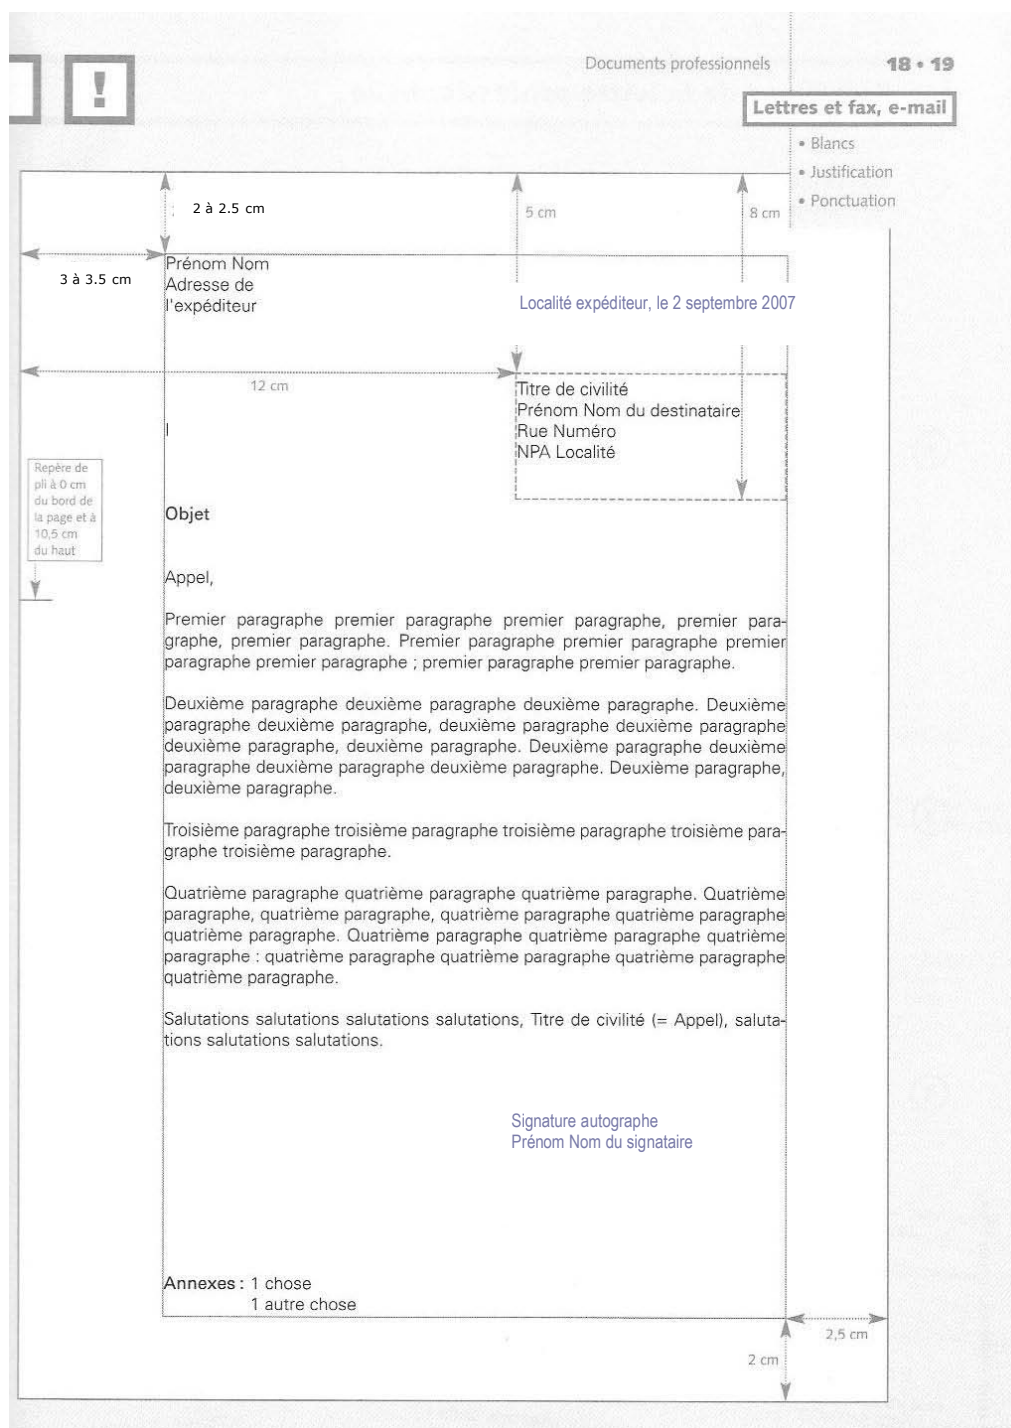 !
Documents professionnels
18 • 19
Lettres et fax, e-mail
• Blancs
• Justification
• Ponctuation
2 à 2.5 cm
5 cm
8 cm
3 à 3.5 cm
Prénom Nom
Adresse de
l'expéditeur
Localité expéditeur, le 2 septembre 2007
12 cm
Titre de civilité
Prénom Nom du destinataire
Rue Numéro
NPA Localité
Repère de
pli à 0 cm
du bord de
la page et à
10,5 cm
du haut
Objet
Appel,
Premier paragraphe premier paragraphe premier paragraphe, premier para-
graphe, premier paragraphe. Premier paragraphe premier paragraphe premier
paragraphe premier paragraphe ; premier paragraphe premier paragraphe.
Deuxième paragraphe deuxième paragraphe deuxième paragraphe. Deuxième
paragraphe deuxième paragraphe, deuxième paragraphe deuxième paragraphe
deuxième paragraphe, deuxième paragraphe. Deuxième paragraphe deuxième
paragraphe deuxième paragraphe deuxième paragraphe. Deuxième paragraphe,
deuxième paragraphe.
Troisième paragraphe troisième paragraphe troisième paragraphe troisième para-
graphe troisième paragraphe.
Quatrième paragraphe quatrième paragraphe quatrième paragraphe. Quatrième
paragraphe, quatrième paragraphe, quatrième paragraphe quatrième paragraphe
quatrième paragraphe. Quatrième paragraphe quatrième paragraphe quatrième
paragraphe : quatrième paragraphe quatrième paragraphe quatrième paragraphe
quatrième paragraphe.
Salutations salutations salutations salutations, Titre de civilité (= Appel), saluta-
tions salutations salutations.
Signature autographe
Prénom Nom du signataire
Annexes : 1 chose
1 autre chose
2,5 cm
2 cm